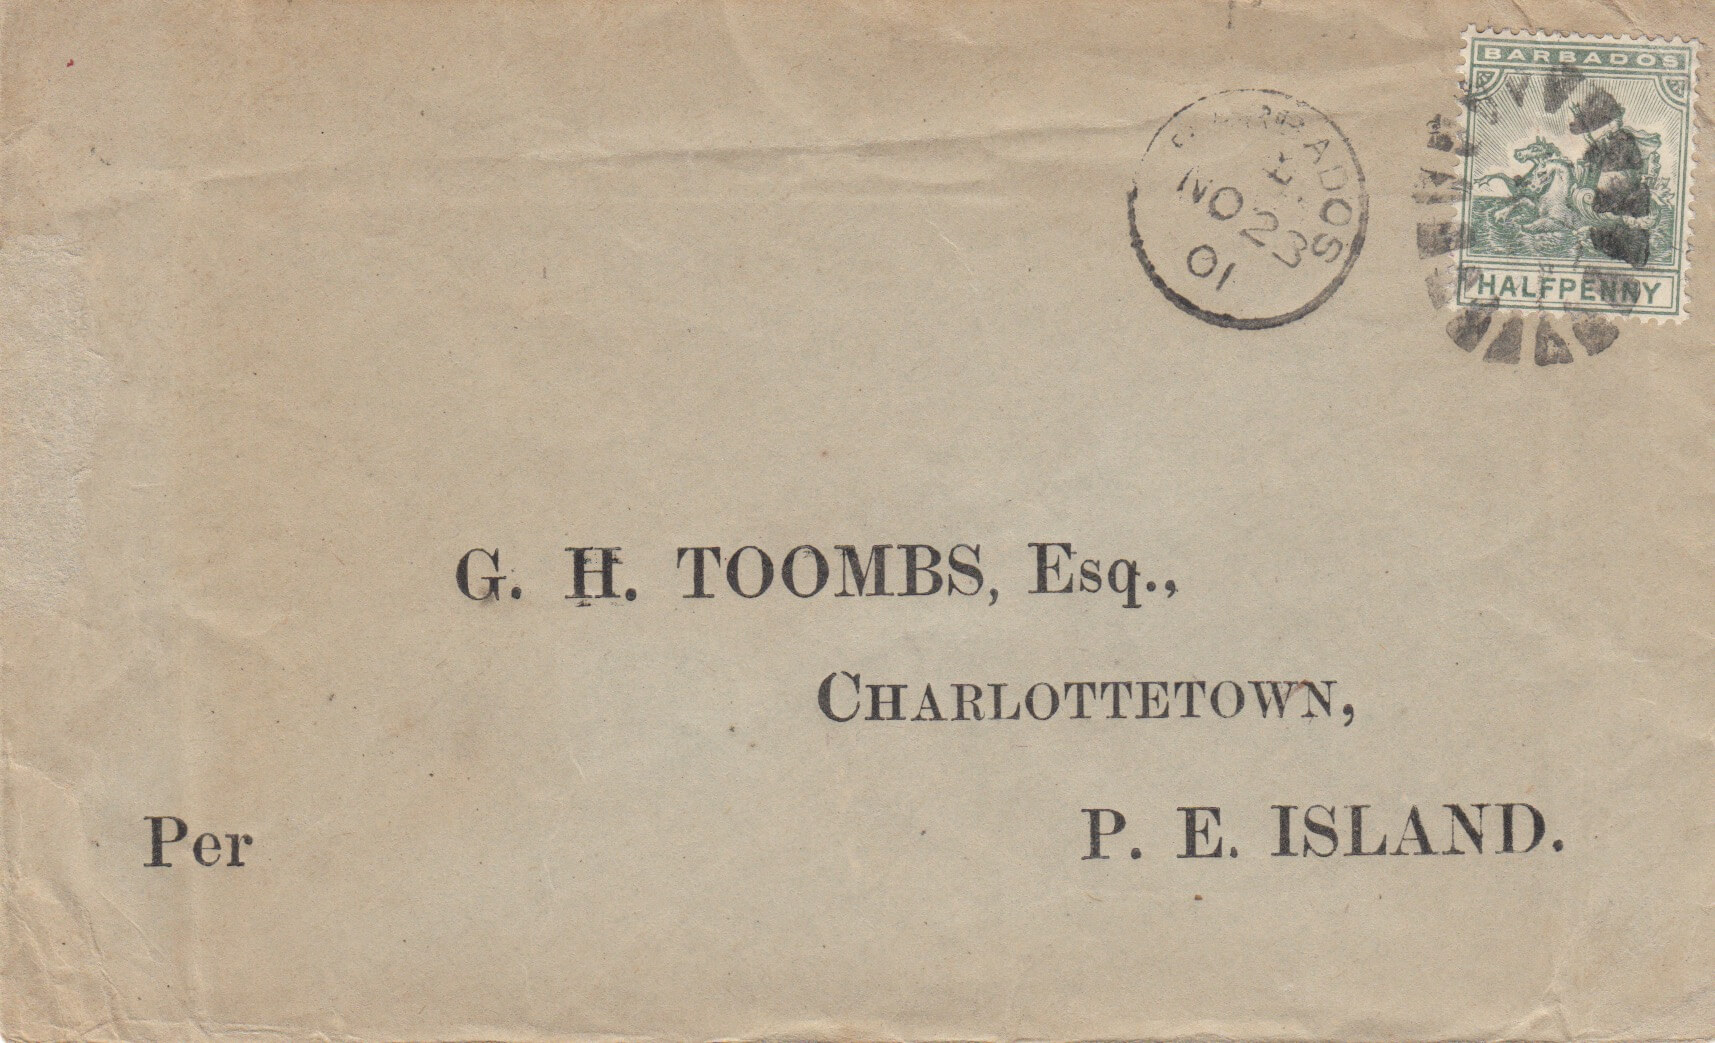 BARBADOS
HALFPENNY
BARBADOS
NO 23
01
G. H. TOOMBS, Esq.,
CHARLOTTETOWN,
P. E. ISLAND.
Per